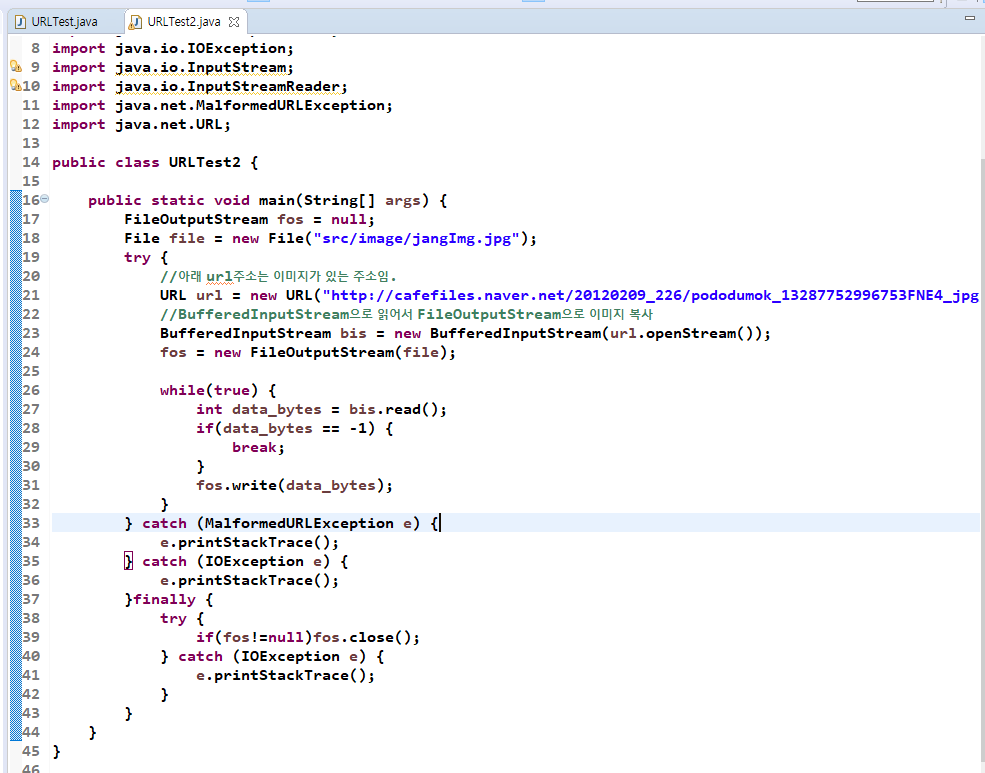 URLTest.java URLTest2.java
8 import java.io.IOException;
9 import java.io.InputStream;
10 import java.io.InputStreamReader;
11 import java.net.MalformedURLException;
12 import java.net.URL;
13
14 public class URLTest2 {
15
16 public static void main(String[] args) {
17 FileOutputStream fos = null;
18 File file = new File("src/image/jangImg.jpg");
19 try {
20 //아래 url주소는 이미지가 있는 주소임.
21 URL url = new URL("http://cafefiles.naver.net/20120209_226/pododumok_13287752996753FNE4_jpg
22 //BufferedInputStream으로 읽어서 FileOutputStream으로 이미지 복사
23 BufferedInputStream bis = new BufferedInputStream(url.openStream());
24 fos = new FileOutputStream(file);
25
26 while(true) {
27 int data_bytes = bis.read();
28 if(data_bytes == -1) {
29 break;
30 }
31 fos.write(data_bytes);
32 }
33 } catch (MalformedURLException e) {
34 e.printStackTrace();
35 } catch (IOException e) {
36 e.printStackTrace();
37 }finally {
38 try {
39 if(fos!=null)fos.close();
40 } catch (IOException e) {
41 e.printStackTrace();
42 }
43 }
44 }
45 }
46